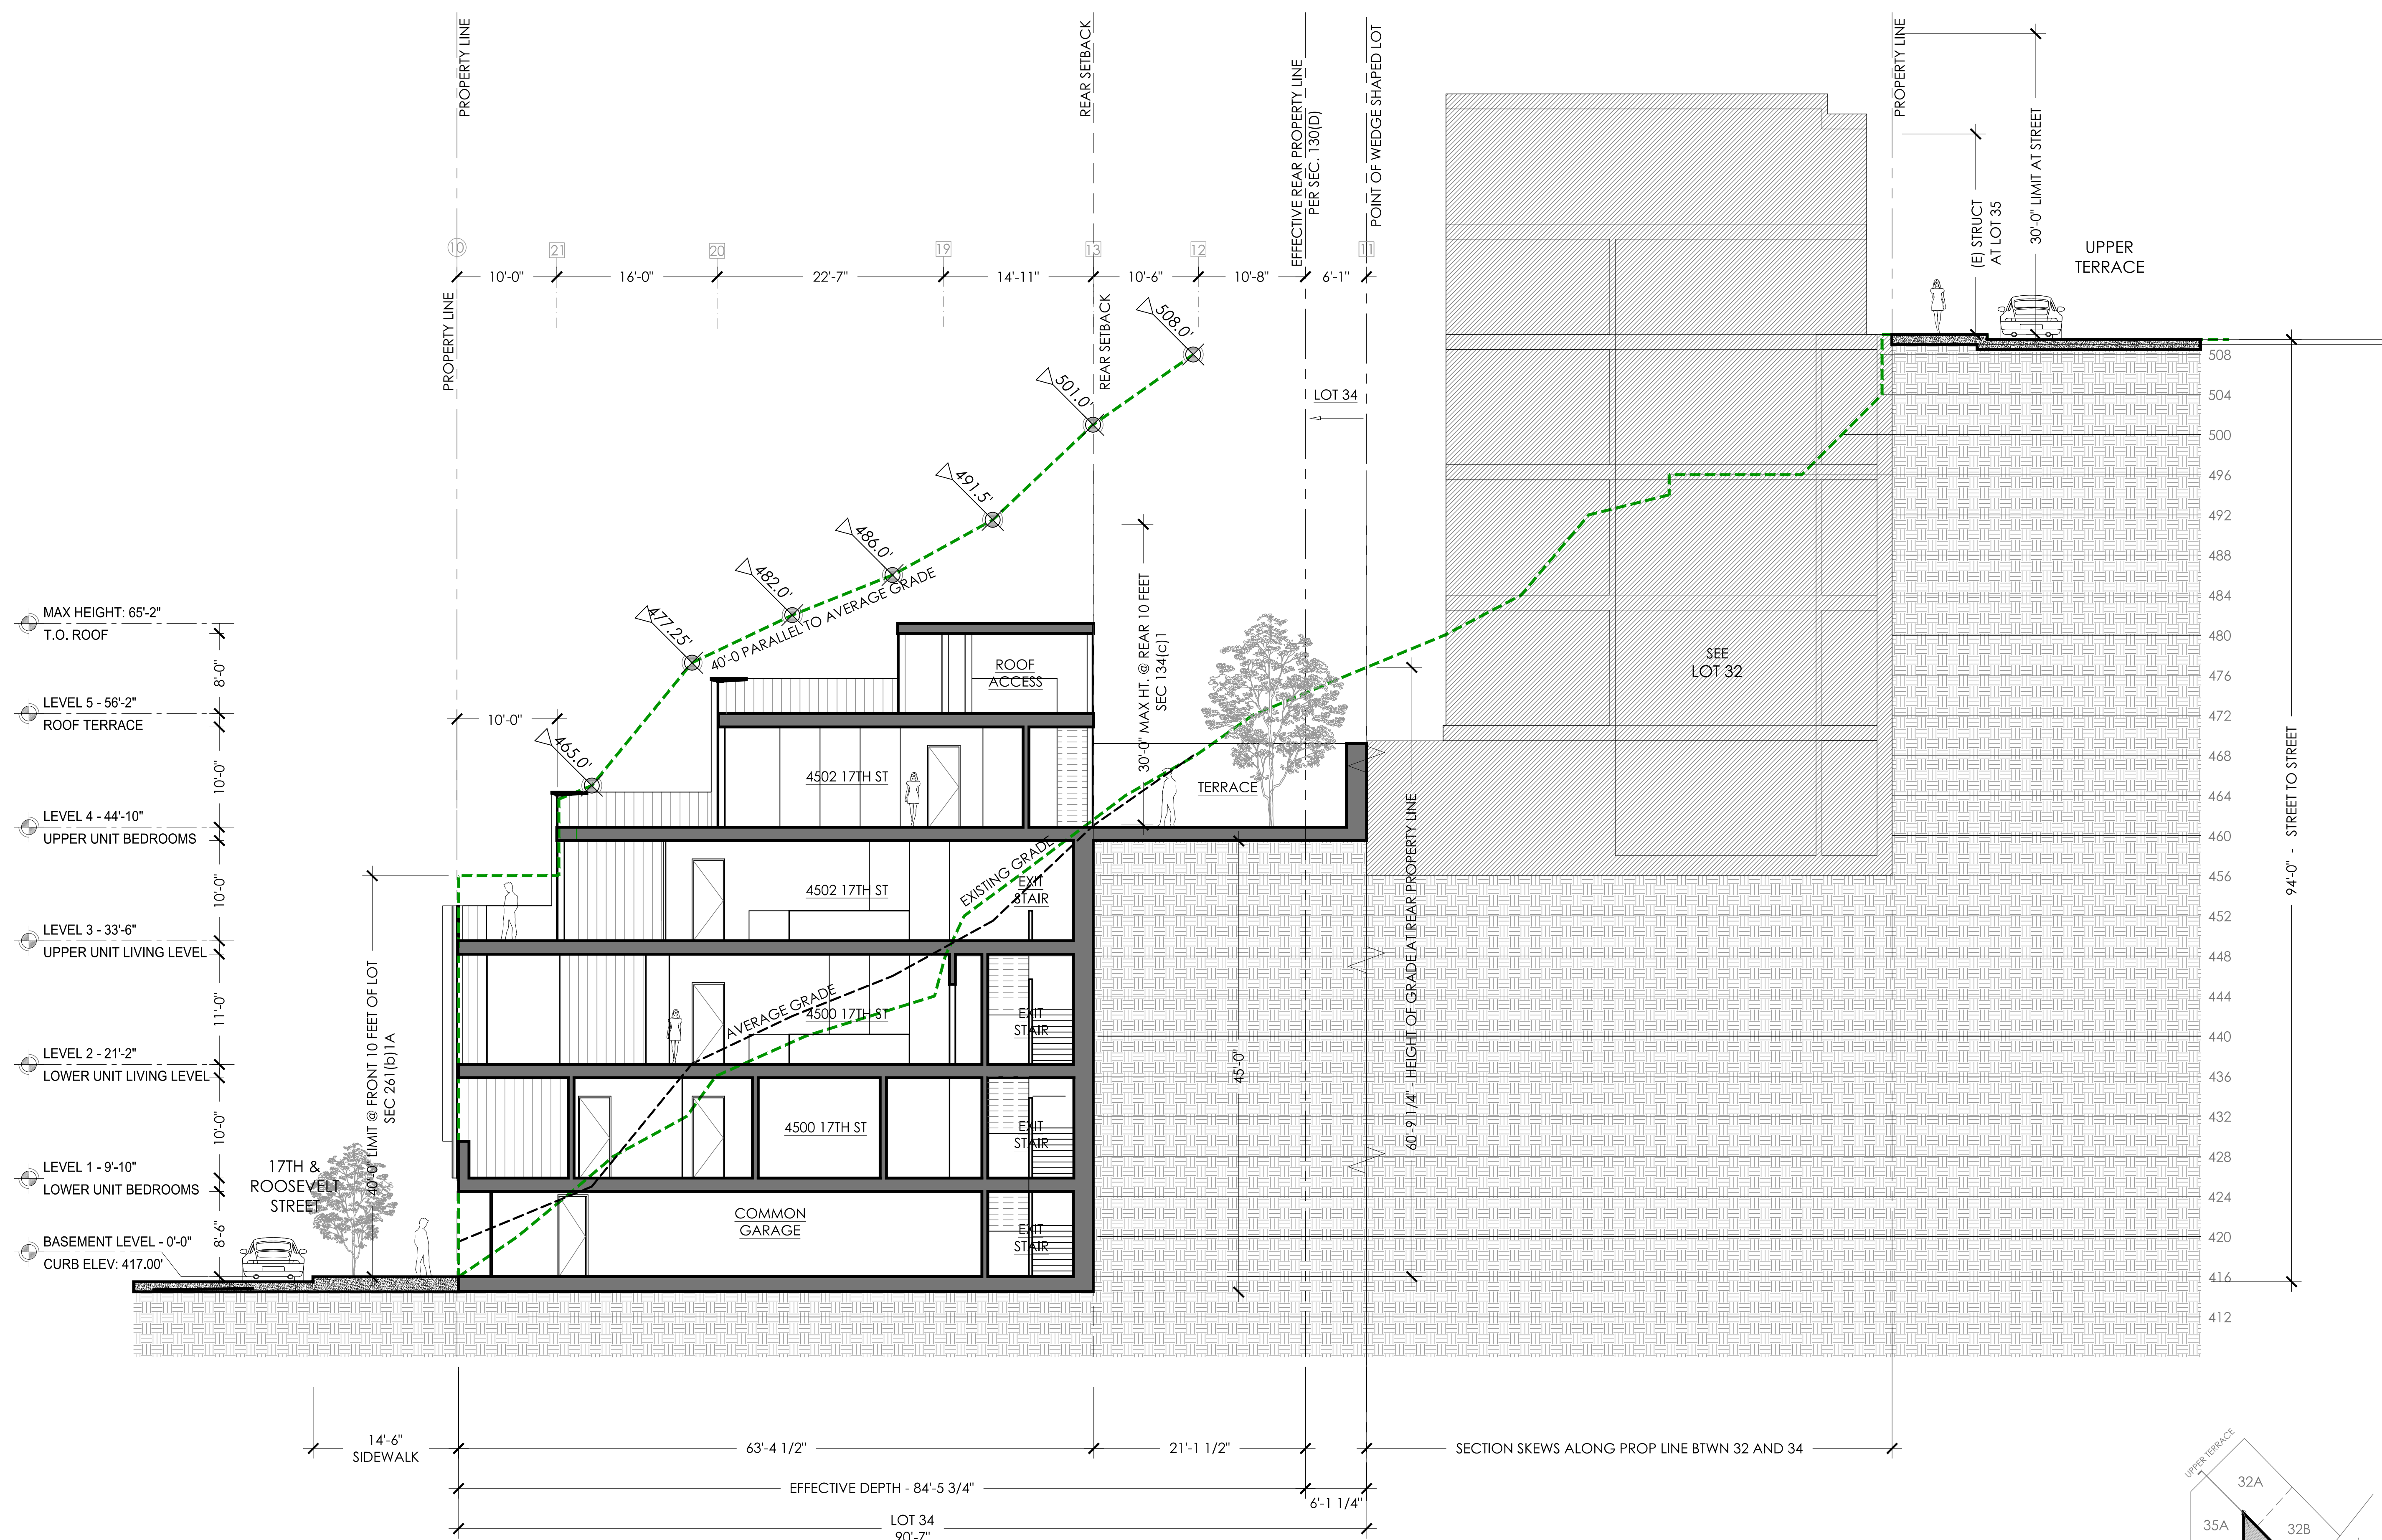 PROPERTY LINE
REAR SETBACK
EFFECTIVE REAR PROPERTY LINE
PER SEC. 130(D)
POINT OF WEDGE SHAPED LOT
PROPERTY LINE
(E) STRUCT
AT LOT 35
30'-0" LIMIT AT STREET
UPPER
TERRACE
10
21
20
19
13
12
11
10'-0"
16'-0"
22'-7"
14'-11"
10'-6"
10'-8"
6'-1"
PROPERTY LINE
REAR SETBACK
508.0'
501.0'
491.5'
486.0'
482.0'
477.25'
465.0'
40'-0 PARALLEL TO AVERAGE GRADE
LOT 34
30'-0" MAX HT. @ REAR 10 FEET
SEC 134(c)1
MAX HEIGHT: 65'-2"
T.O. ROOF
8'-0"
LEVEL 5 - 56'-2"
ROOF TERRACE
10'-0"
LEVEL 4 - 44'-10"
UPPER UNIT BEDROOMS
10'-0"
LEVEL 3 - 33'-6"
UPPER UNIT LIVING LEVEL
11'-0"
LEVEL 2 - 21'-2"
LOWER UNIT LIVING LEVEL
10'-0"
LEVEL 1 - 9'-10"
LOWER UNIT BEDROOMS
8'-6"
BASEMENT LEVEL - 0'-0"
CURB ELEV: 417.00'
17TH &
ROOSEVELT
STREET
40'-0" LIMIT @ FRONT 10 FEET OF LOT
SEC 261(b)1A
10'-0"
ROOF
ACCESS
4502 17TH ST
TERRACE
4502 17TH ST
EXISTING GRADE
EXIT
STAIR
AVERAGE GRADE
4500 17TH ST
EXIT
STAIR
4500 17TH ST
EXIT
STAIR
COMMON
GARAGE
EXIT
STAIR
45'-0"
60'-9 1/4" - HEIGHT OF GRADE AT REAR PROPERTY LINE
SEE
LOT 32
508
504
500
496
492
488
484
480
476
472
468
464
460
456
452
448
444
440
436
432
428
424
420
416
412
94'-0" - STREET TO STREET
14'-6"
SIDEWALK
63'-4 1/2"
21'-1 1/2"
SECTION SKEWS ALONG PROP LINE BTWN 32 AND 34
EFFECTIVE DEPTH - 84'-5 3/4"
6'-1 1/4"
LOT 34
90'-7"
UPPER TERRACE
32A
35A
32B